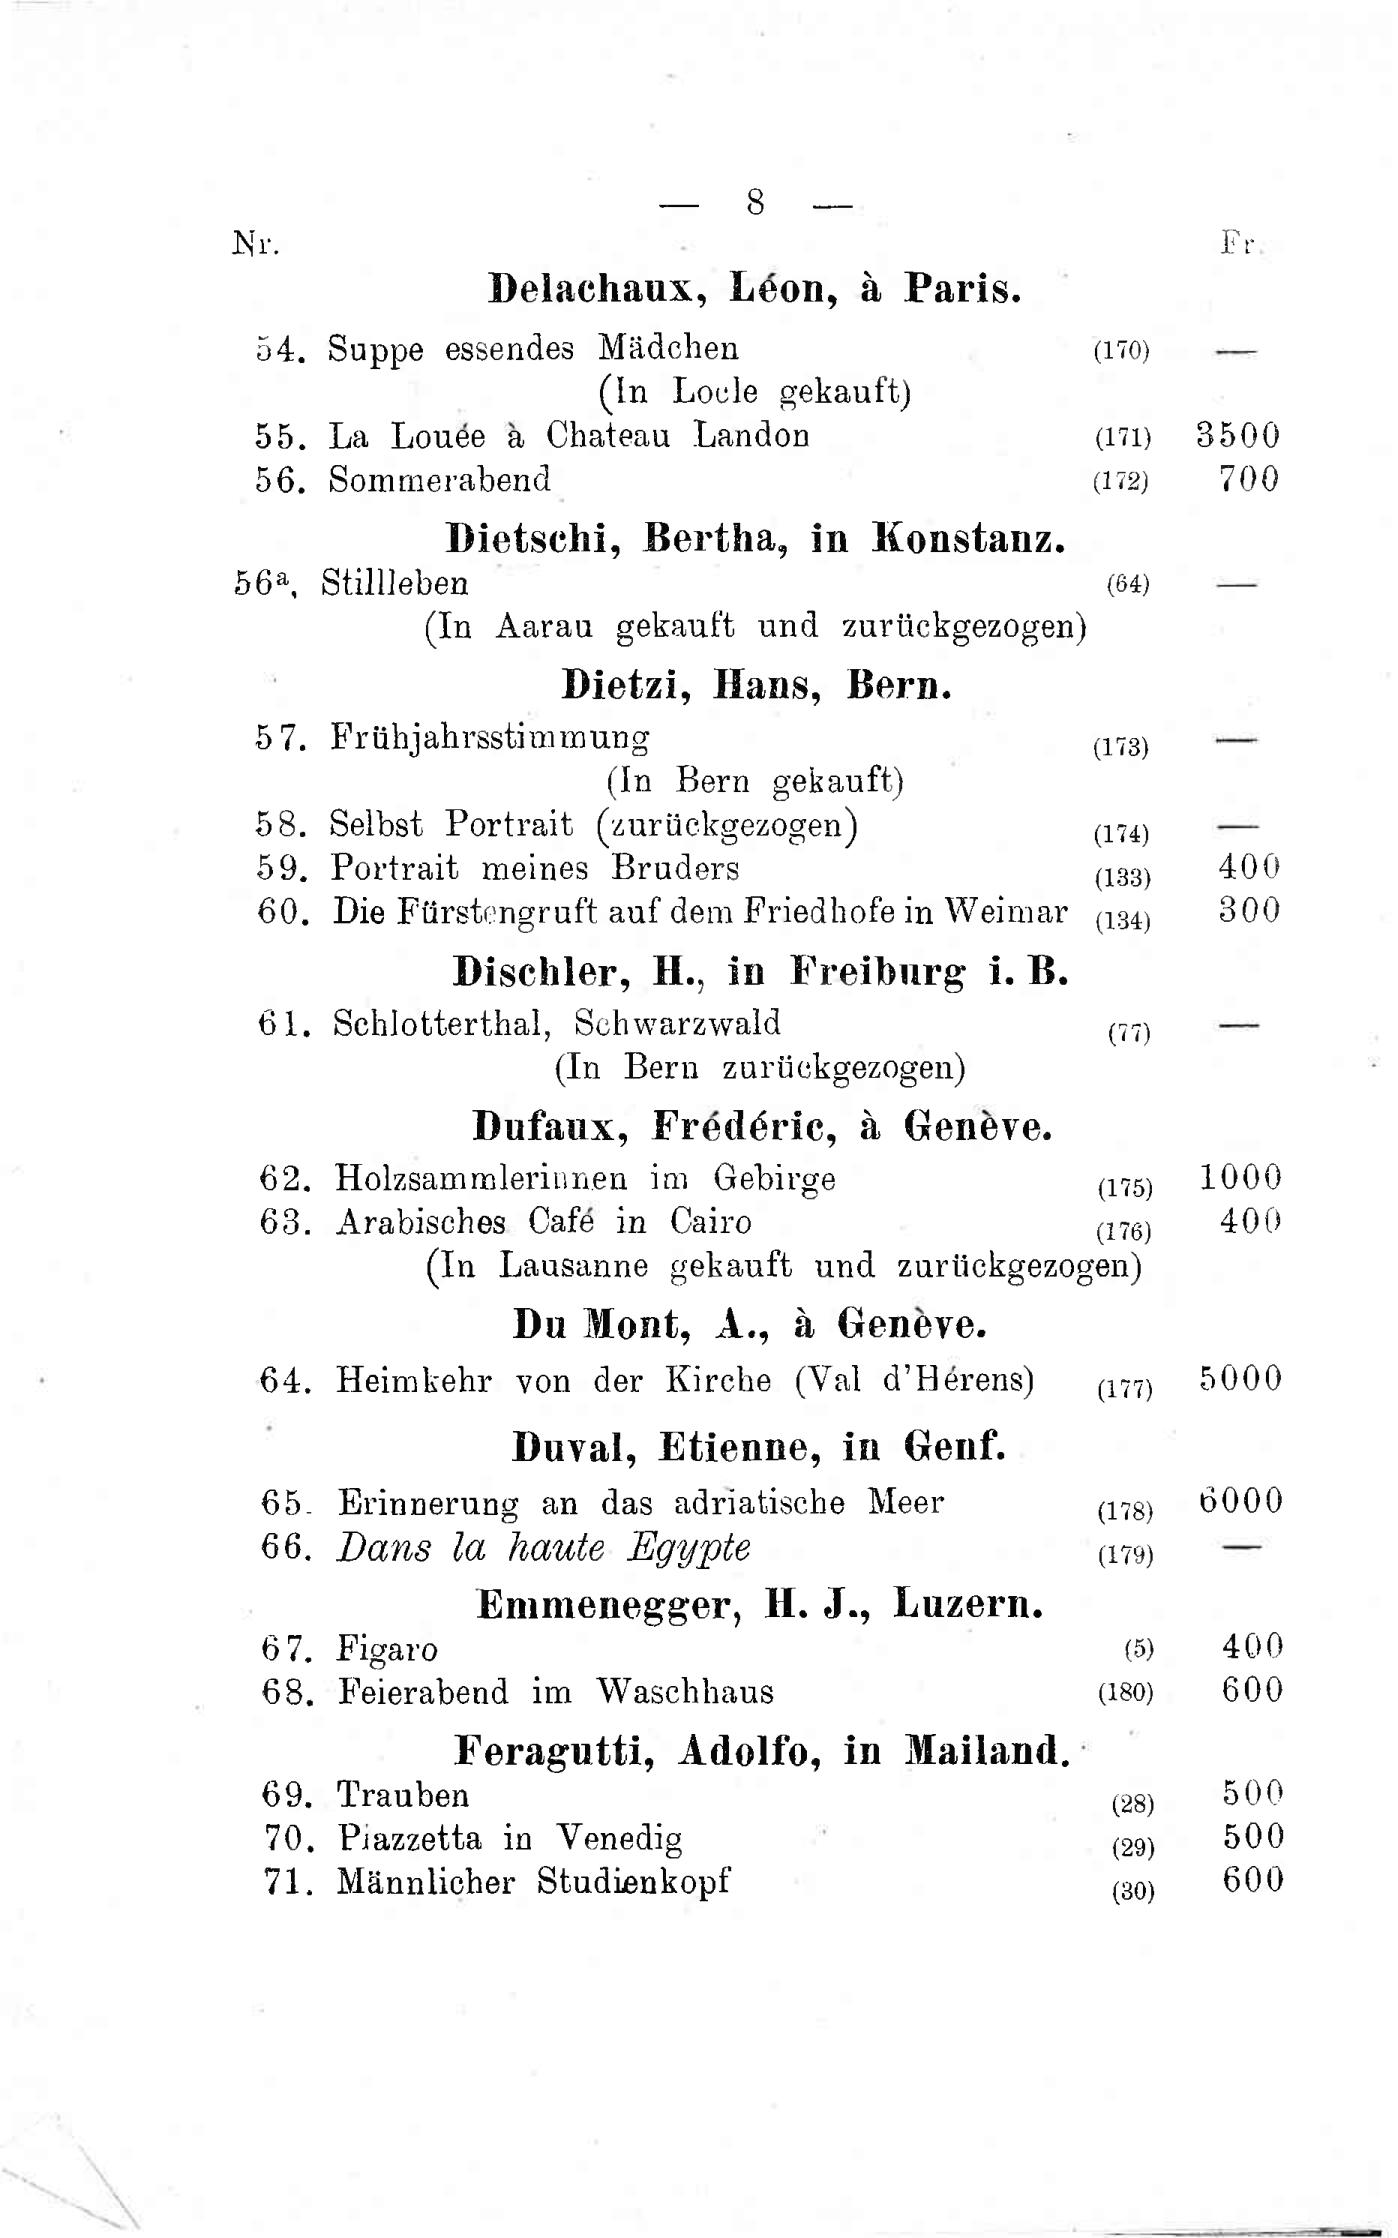 — 8 —
Nr. Fr.
Delachaux, Léon, à Paris.
54. Suppe essendes Mädchen (170) —
(In Locle gekauft)
55. La Louée à Chateau Landon (171) 3500
56. Sommerabend (172) 700
Dietschi, Bertha, in Konstanz.
56a. Stillleben (64) —
(In Aarau gekauft und zurückgezogen)
Dietzi, Hans, Bern.
57. Frühjahrsstimmung (173) —
(In Bern gekauft)
58. Selbst Portrait (zurückgezogen) (174) —
59. Portrait meines Bruders (133) 400
60. Die Fürstengruft auf dem Friedhofe in Weimar (134) 300
Dischler, H., in Freiburg i. B.
61. Schlotterthal, Schwarzwald (77) —
(In Bern zurückgezogen)
Dufaux, Frédéric, à Genève.
62. Holzsammlerinnen im Gebirge (175) 1000
63. Arabisches Café in Cairo (176) 400
(In Lausanne gekauft und zurückgezogen)
Du Mont, A., à Genève.
64. Heimkehr von der Kirche (Val d'Hérens) (177) 5000
Duval, Etienne, in Genf.
65. Erinnerung an das adriatische Meer (178) 6000
66. Dans la haute Egypte (179) —
Emmenegger, H. J., Luzern.
67. Figaro (5) 400
68. Feierabend im Waschhaus (180) 600
Feragutti, Adolfo, in Mailand.
69. Trauben (28) 500
70. Piazzetta in Venedig (29) 500
71. Männlicher Studienkopf (30) 600